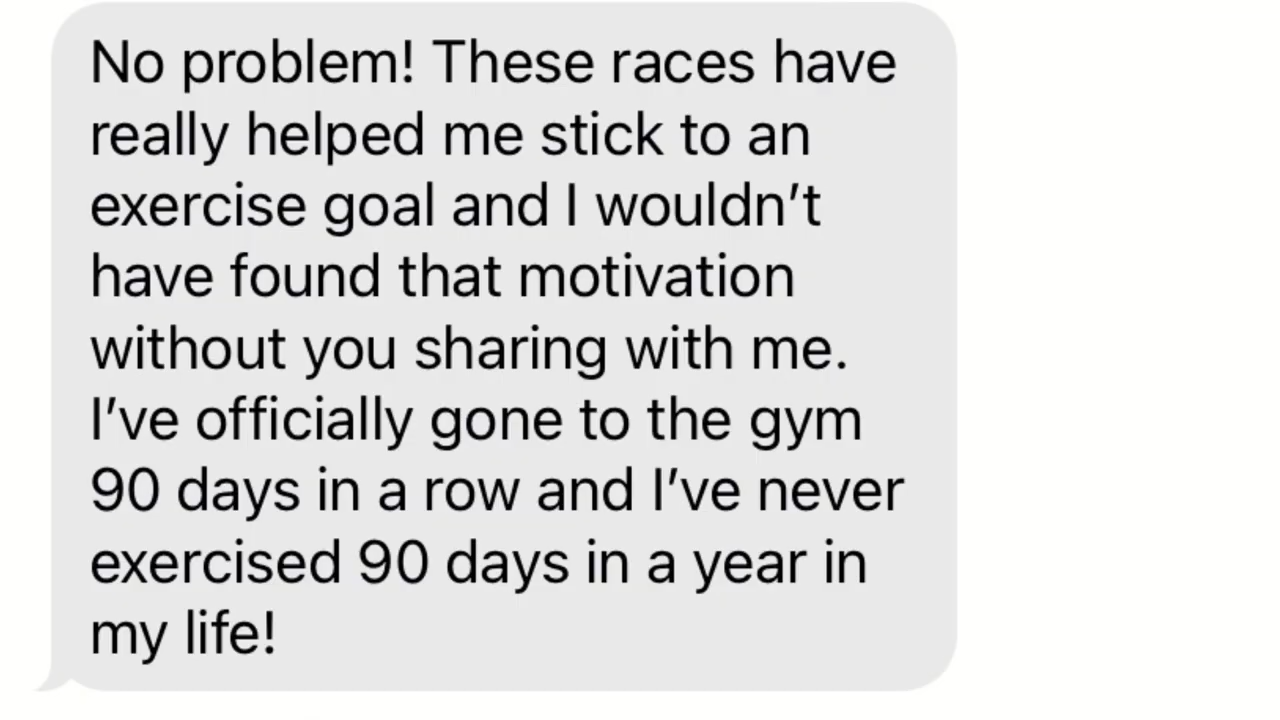 No problem! These races have
really helped me stick to an
exercise goal and I wouldn’t
have found that motivation
without you sharing with me.
I’ve officially gone to the gym
90 days in a row and I’ve never
exercised 90 days in a year in
my life!